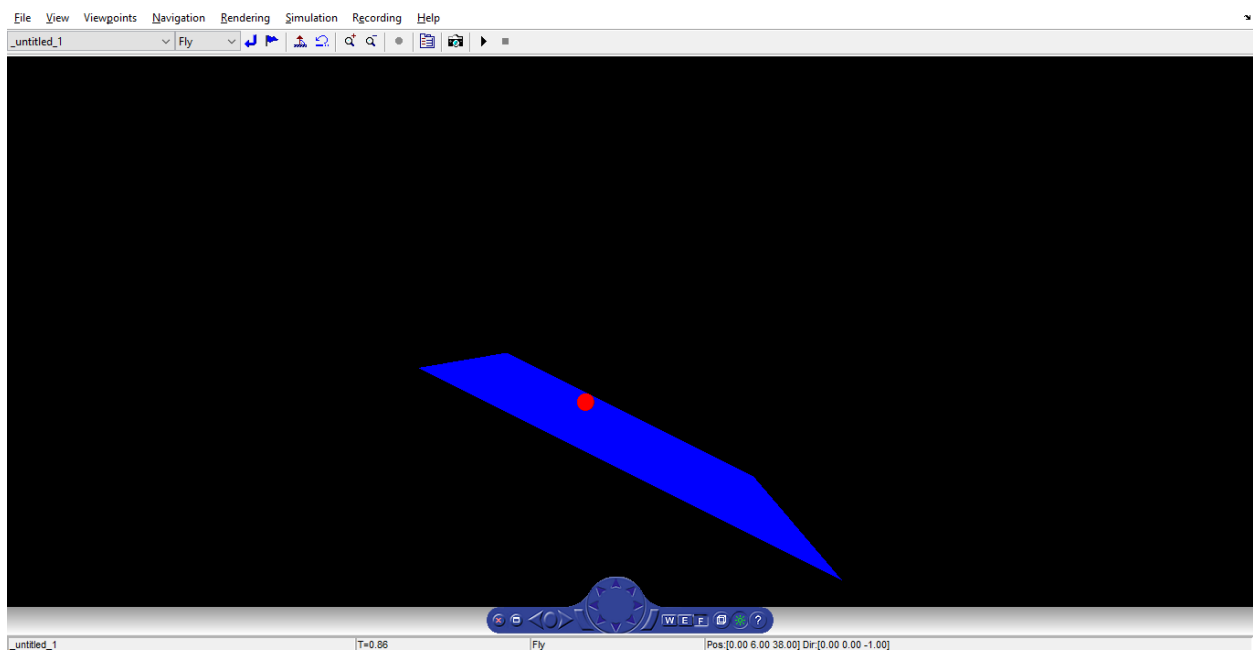 File View Viewpoints Navigation Rendering Simulation Recording Help
_untitled_1 Fly
W E F ?
_untitled_1 T=0.86 Fly Pos:[0.00 6.00 38.00] Dir:[0.00 0.00 -1.00]